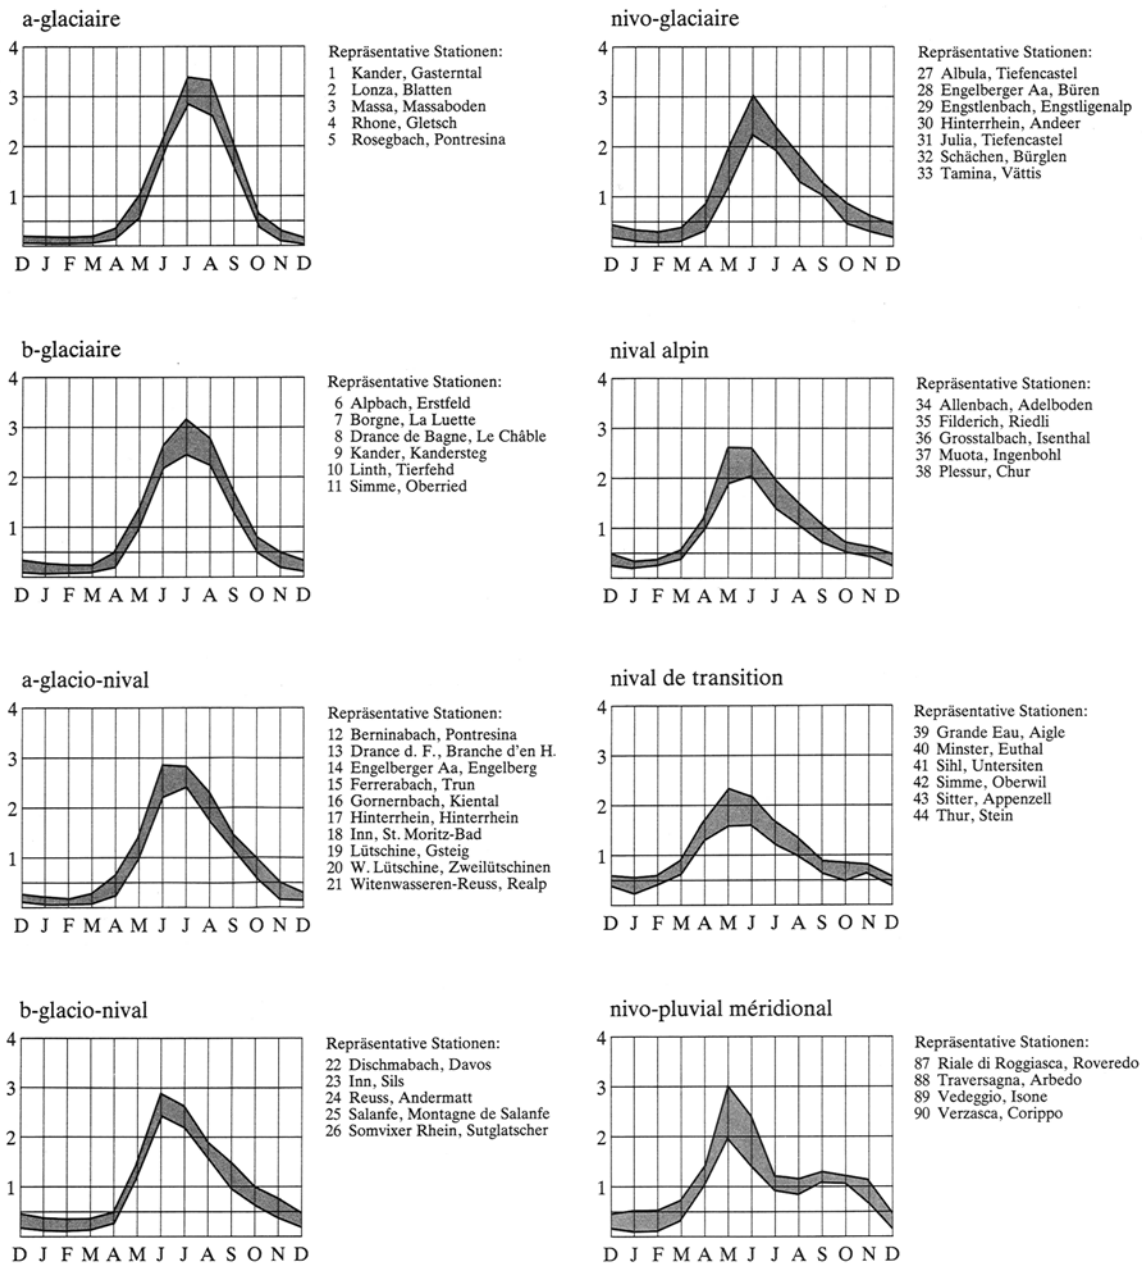 a-glaciaire
4
3
2
1
D J F M A M J J A S O N D
Repräsentative Stationen:
1 Kander, Gasterntal
2 Lonza, Blatten
3 Massa, Massaboden
4 Rhone, Gletsch
5 Rosegbach, Pontresina
nivo-glaciaire
4
3
2
1
D J F M A M J J A S O N D
Repräsentative Stationen:
27 Albula, Tiefencastel
28 Engelberger Aa, Büren
29 Engstlenbach, Engstligenalp
30 Hinterrhein, Andeer
31 Julia, Tiefencastel
32 Schächen, Bürglen
33 Tamina, Vättis
b-glaciaire
4
3
2
1
D J F M A M J J A S O N D
Repräsentative Stationen:
6 Alpbach, Erstfeld
7 Borgne, La Luette
8 Drance de Bagne, Le Châble
9 Kander, Kandersteg
10 Linth, Tierfehd
11 Simme, Oberried
nival alpin
4
3
2
1
D J F M A M J J A S O N D
Repräsentative Stationen:
34 Allenbach, Adelboden
35 Filderich, Riedli
36 Grosstalbach, Isenthal
37 Muota, Ingenbohl
38 Plessur, Chur
a-glacio-nival
4
3
2
1
D J F M A M J J A S O N D
Repräsentative Stationen:
12 Berninabach, Pontresina
13 Drance d. F., Branche d'en H.
14 Engelberger Aa, Engelberg
15 Ferrerabach, Trun
16 Gornernbach, Kiental
17 Hinterrhein, Hinterrhein
18 Inn, St. Moritz-Bad
19 Lütschine, Gsteig
20 W. Lütschine, Zweilütschinen
21 Witenwasseren-Reuss, Realp
nival de transition
4
3
2
1
D J F M A M J J A S O N D
Repräsentative Stationen:
39 Grande Eau, Aigle
40 Minster, Euthal
41 Sihl, Untersiten
42 Simme, Oberwil
43 Sitter, Appenzell
44 Thur, Stein
b-glacio-nival
4
3
2
1
D J F M A M J J A S O N D
Repräsentative Stationen:
22 Dischmabach, Davos
23 Inn, Sils
24 Reuss, Andermatt
25 Salanfe, Montagne de Salanfe
26 Somvixer Rhein, Sutglatscher
nivo-pluvial méridional
4
3
2
1
D J F M A M J J A S O N D
Repräsentative Stationen:
87 Riale di Roggiasca, Roveredo
88 Traversagna, Arbedo
89 Vedeggio, Isone
90 Verzasca, Corippo